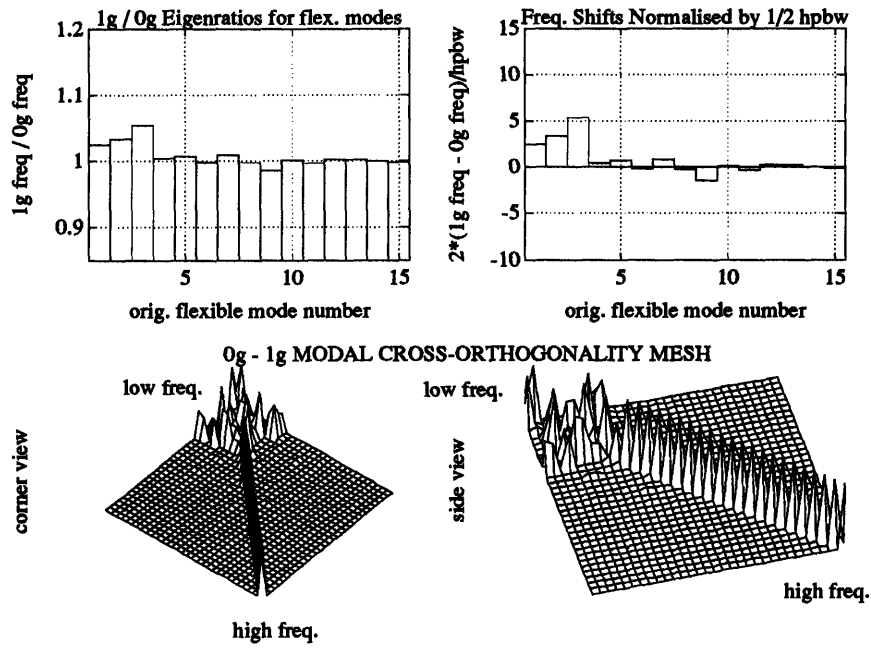 1g / 0g Eigenratios for flex. modes
1.2
1.1
1
0.9
1g freq / 0g freq
5
10
15
orig. flexible mode number
Freq. Shifts Normalised by 1/2 hpbw
15
10
5
0
-5
-10
2*(1g freq - 0g freq)/hpbw
5
10
15
orig. flexible mode number
0g - 1g MODAL CROSS-ORTHOGONALITY MESH
low freq.
corner view
high freq.
low freq.
side view
high freq.